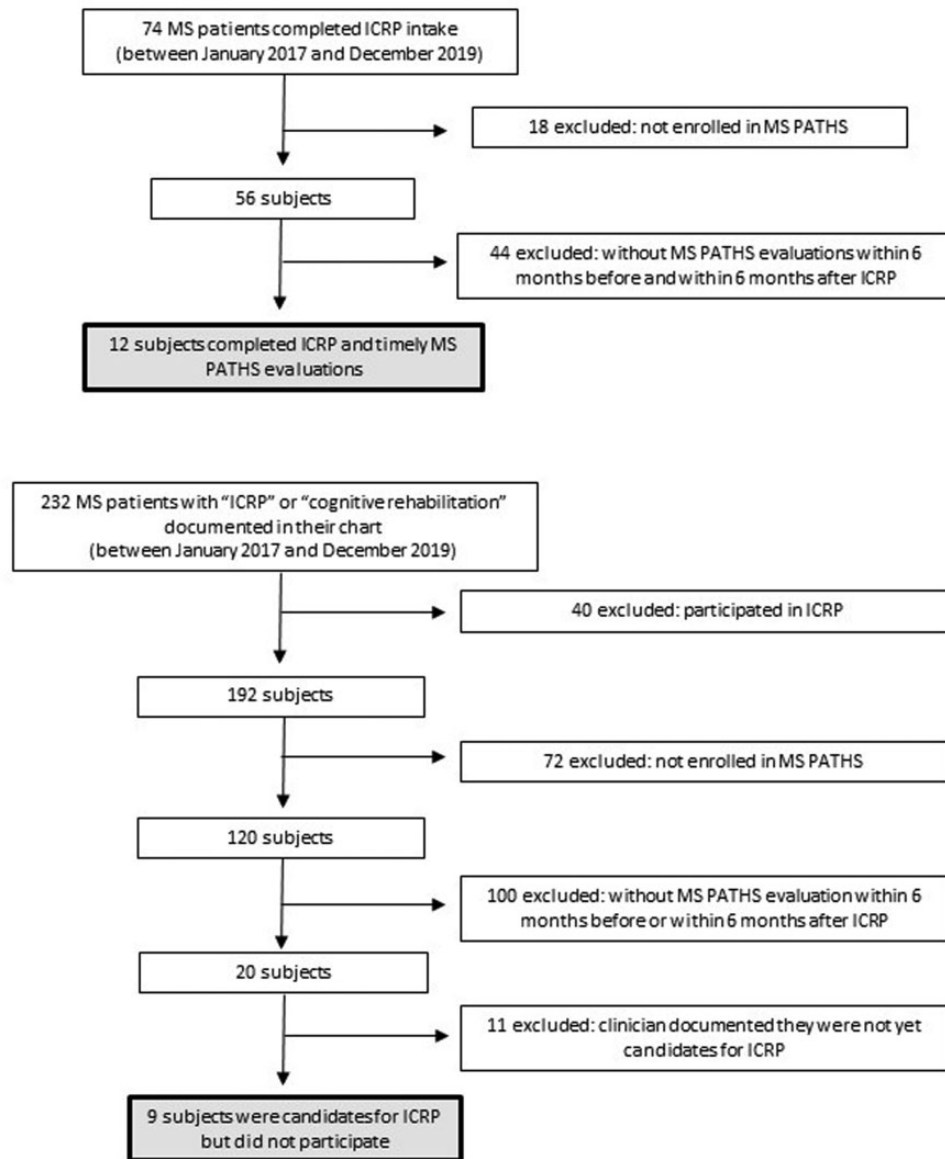 74 MS patients completed ICRP intake
(between January 2017 and December 2019)
18 excluded: not enrolled in MS PATHS
56 subjects
44 excluded: without MS PATHS evaluations within 6
months before and within 6 months after ICRP
12 subjects completed ICRP and timely MS
PATHS evaluations
232 MS patients with “ICRP” or “cognitive rehabilitation”
documented in their chart
(between January 2017 and December 2019)
40 excluded: participated in ICRP
192 subjects
72 excluded: not enrolled in MS PATHS
120 subjects
100 excluded: without MS PATHS evaluation within 6
months before or within 6 months after ICRP
20 subjects
11 excluded: clinician documented they were not yet
candidates for ICRP
9 subjects were candidates for ICRP
but did not participate